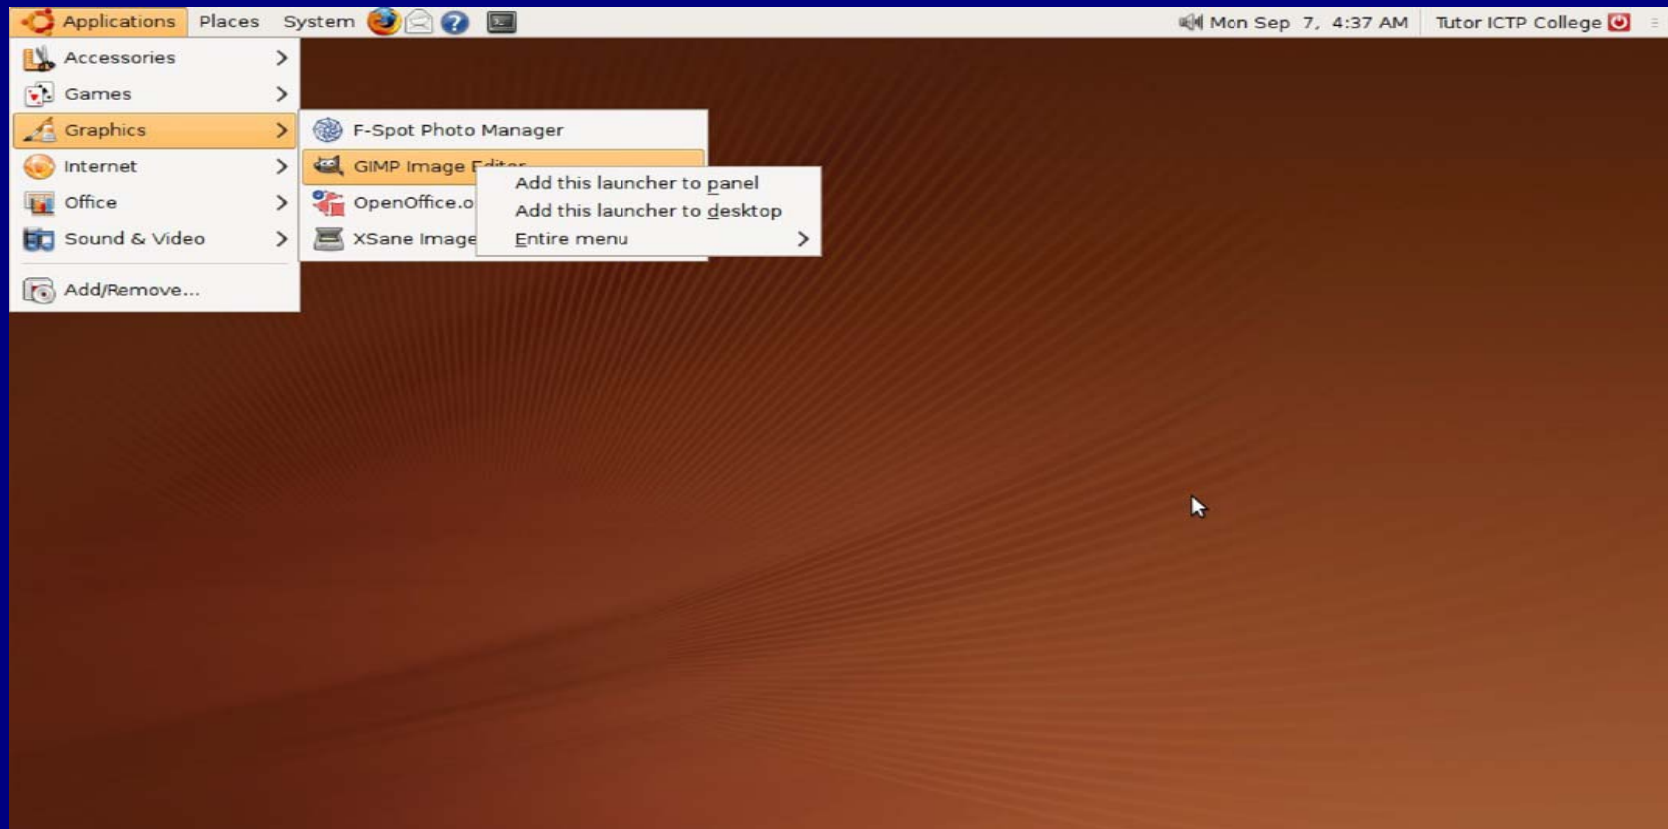 Applications Places System Mon Sep 7, 4:37 AM Tutor ICTP College
Accessories
Games
Graphics
Internet
Office
Sound & Video
Add/Remove...
F-Spot Photo Manager
GIMP Image Editor
OpenOffice.o
XSane Image
Add this launcher to panel
Add this launcher to desktop
Entire menu